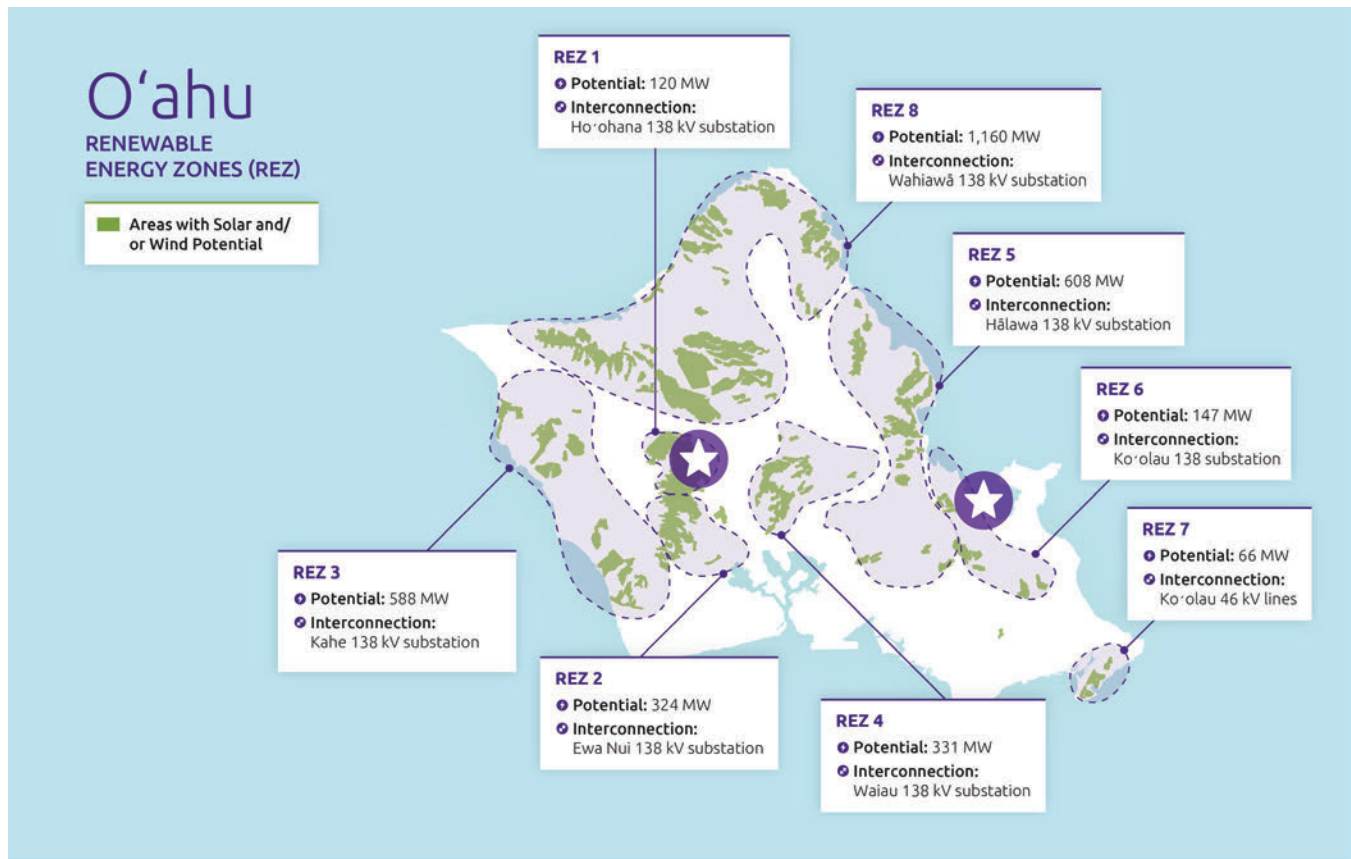 Oʻahu
RENEWABLE
ENERGY ZONES (REZ)
Areas with Solar and/
or Wind Potential
REZ 1
Potential: 120 MW
Interconnection:
Ho·ohana 138 kV substation
REZ 8
Potential: 1,160 MW
Interconnection:
Wahiawā 138 kV substation
REZ 5
Potential: 608 MW
Interconnection:
Hālawa 138 kV substation
REZ 6
Potential: 147 MW
Interconnection:
Ko·olau 138 substation
REZ 7
Potential: 66 MW
Interconnection:
Ko·olau 46 kV lines
REZ 3
Potential: 588 MW
Interconnection:
Kahe 138 kV substation
REZ 2
Potential: 324 MW
Interconnection:
Ewa Nui 138 kV substation
REZ 4
Potential: 331 MW
Interconnection:
Waiau 138 kV substation